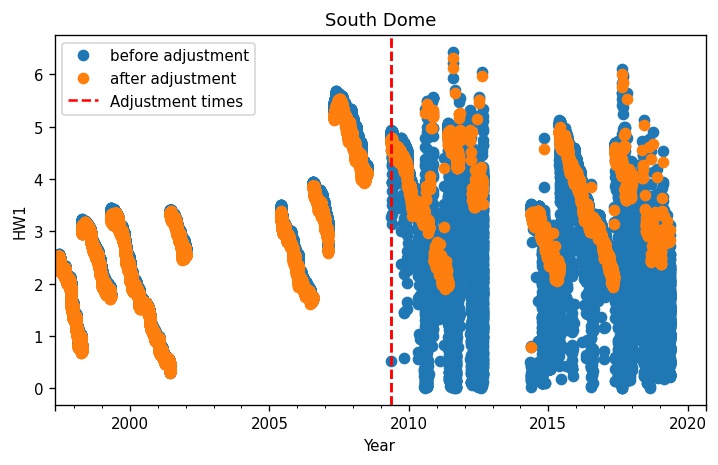 South Dome
before adjustment
after adjustment
Adjustment times
HW1
6
5
4
3
2
1
0
2000
2005
2010
2015
2020
Year